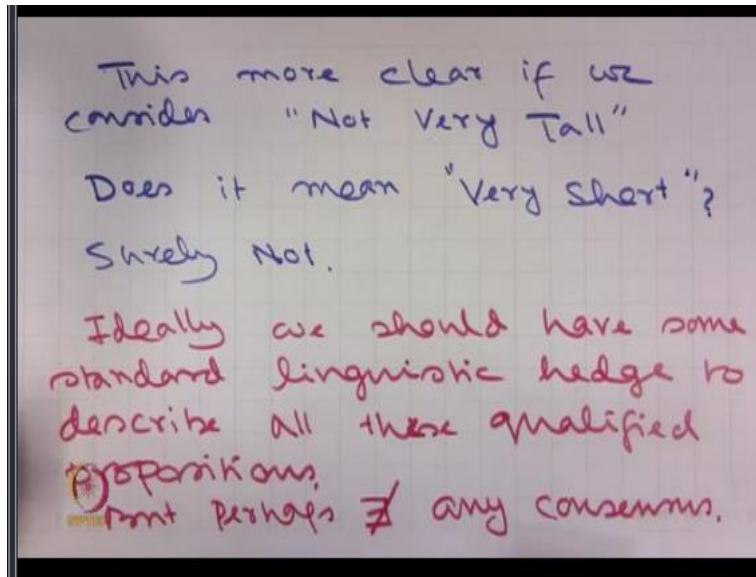 This more clear if we
consider "Not Very Tall"
Does it mean "Very Short"?
Surely Not.
Ideally we should have some
standard linguistic hedge to
describe all these qualified
propositions.
But perhaps ∄ any consensus.